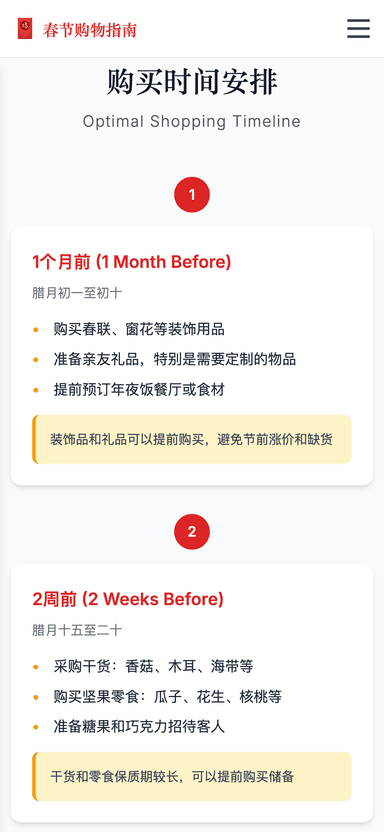 春节购物指南
购买时间安排
Optimal Shopping Timeline
1
1个月前 (1 Month Before)
腊月初一至初十
• 购买春联、窗花等装饰用品
• 准备亲友礼品，特别是需要定制的物品
• 提前预订年夜饭餐厅或食材
装饰品和礼品可以提前购买，避免节前涨价和缺货
2
2周前 (2 Weeks Before)
腊月十五至二十
• 采购干货：香菇、木耳、海带等
• 购买坚果零食：瓜子、花生、核桃等
• 准备糖果和巧克力招待客人
干货和零食保质期较长，可以提前购买储备